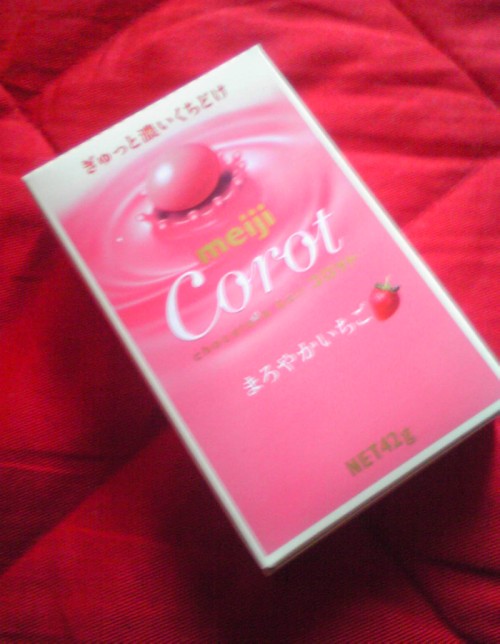 ぎゅっと濃いくちどけ
meiji
Corot
まろやかいちご
NET42g